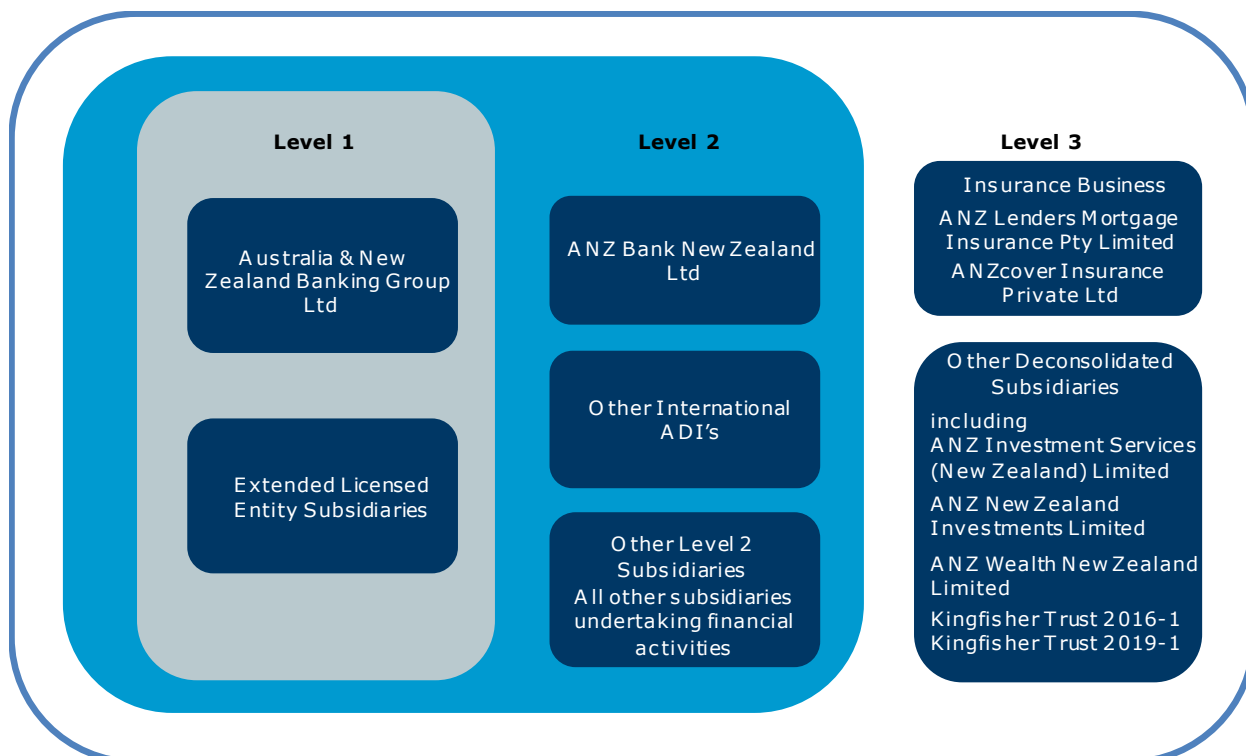 Level 1
Australia & New
Zealand Banking Group
Ltd
Extended Licensed
Entity Subsidiaries
Level 2
ANZ Bank New Zealand
Ltd
Other International
ADI’s
Other Level 2
Subsidiaries
All other subsidiaries
undertaking financial
activities
Level 3
Insurance Business
ANZ Lenders Mortgage
Insurance Pty Limited
ANZcover Insurance
Private Ltd
Other Deconsolidated
Subsidiaries
including
ANZ Investment Services
(New Zealand) Limited
ANZ New Zealand
Investments Limited
ANZ Wealth New Zealand
Limited
Kingfisher Trust 2016-1
Kingfisher Trust 2019-1